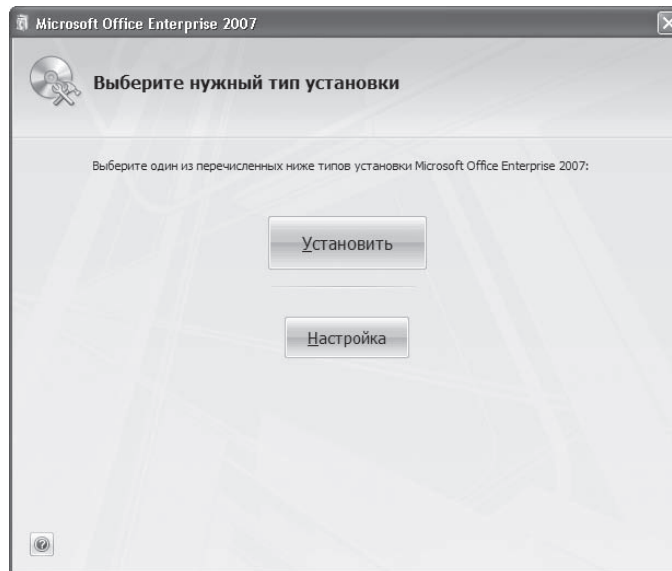 Microsoft Office Enterprise 2007
Выберите нужный тип установки
Выберите один из перечисленных ниже типов установки Microsoft Office Enterprise 2007:
Установить
Настройка